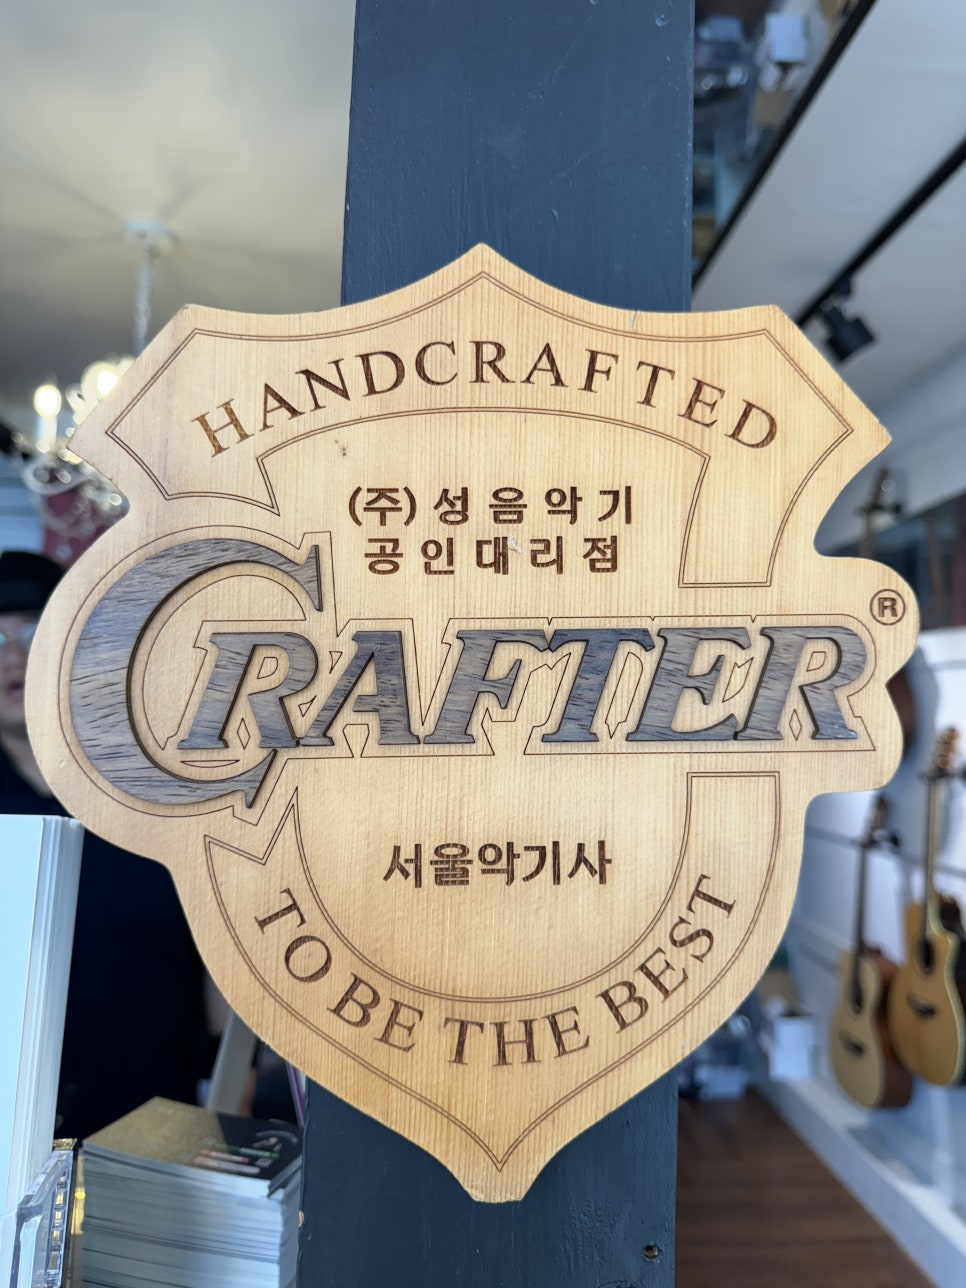 HANDCRAFTED
(주) 성 음 악 기
공 인 대 리 점
CRAFTER®
서울악기사
TO BE THE BEST